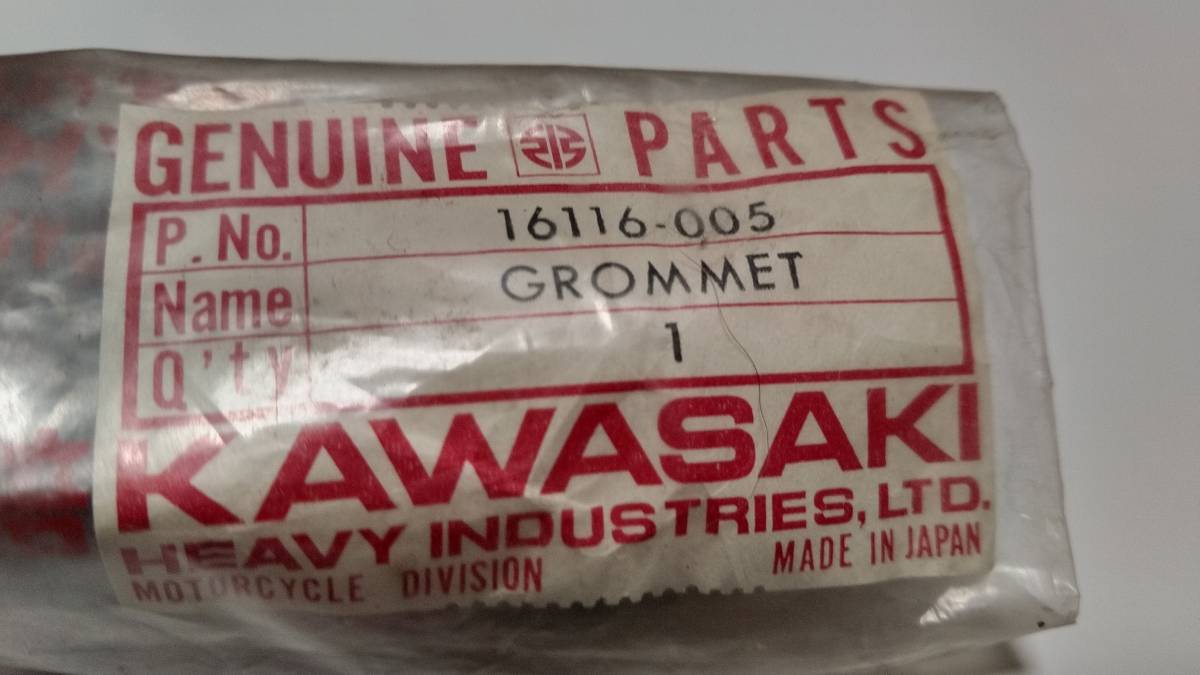 GENUINE PARTS
P. No. 16116-005
Name GROMMET
Q'ty 1
KAWASAKI
HEAVY INDUSTRIES, LTD.
MOTORCYCLE DIVISION MADE IN JAPAN